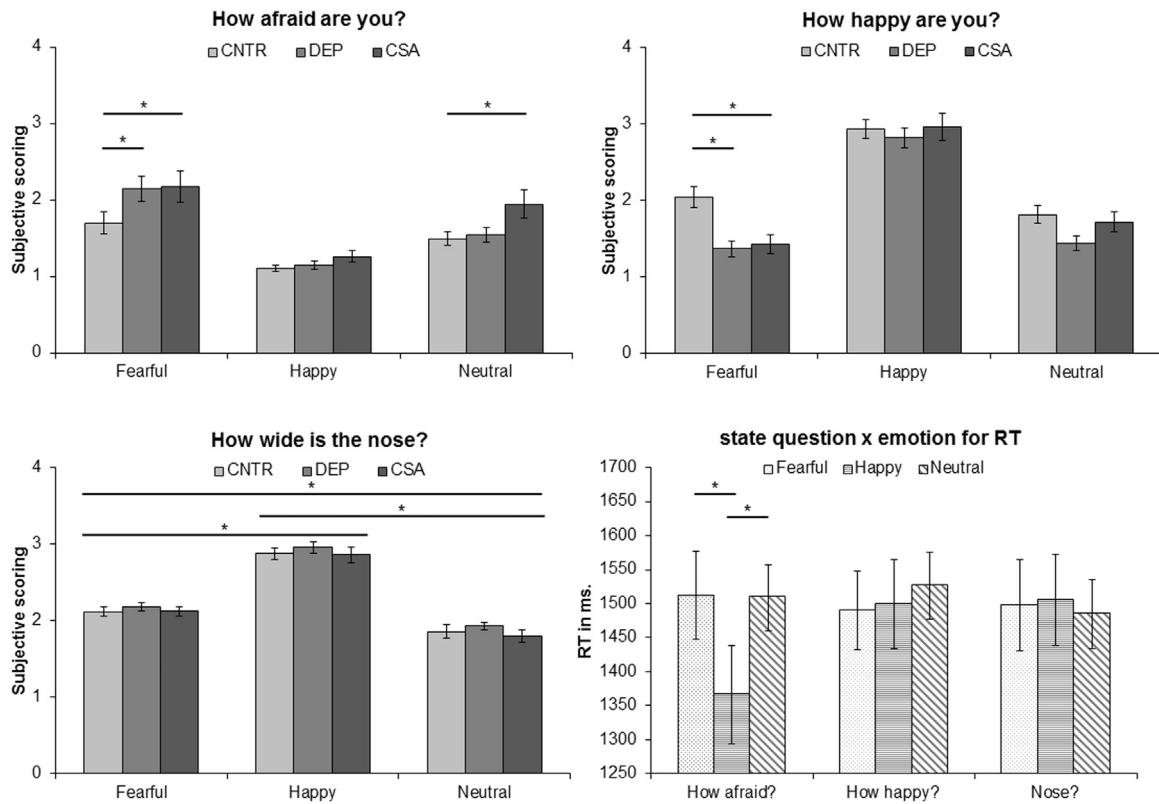 How afraid are you?
CNTR DEP CSA
Subjective scoring
4
3
2
1
0
*
*
*
Fearful Happy Neutral
How happy are you?
CNTR DEP CSA
Subjective scoring
4
3
2
1
0
*
*
Fearful Happy Neutral
How wide is the nose?
CNTR DEP CSA
Subjective scoring
4
3
2
1
0
*
*
*
Fearful Happy Neutral
state question x emotion for RT
Fearful Happy Neutral
RT in ms.
1700
1650
1600
1550
1500
1450
1400
1350
1300
1250
*
*
How afraid? How happy? Nose?